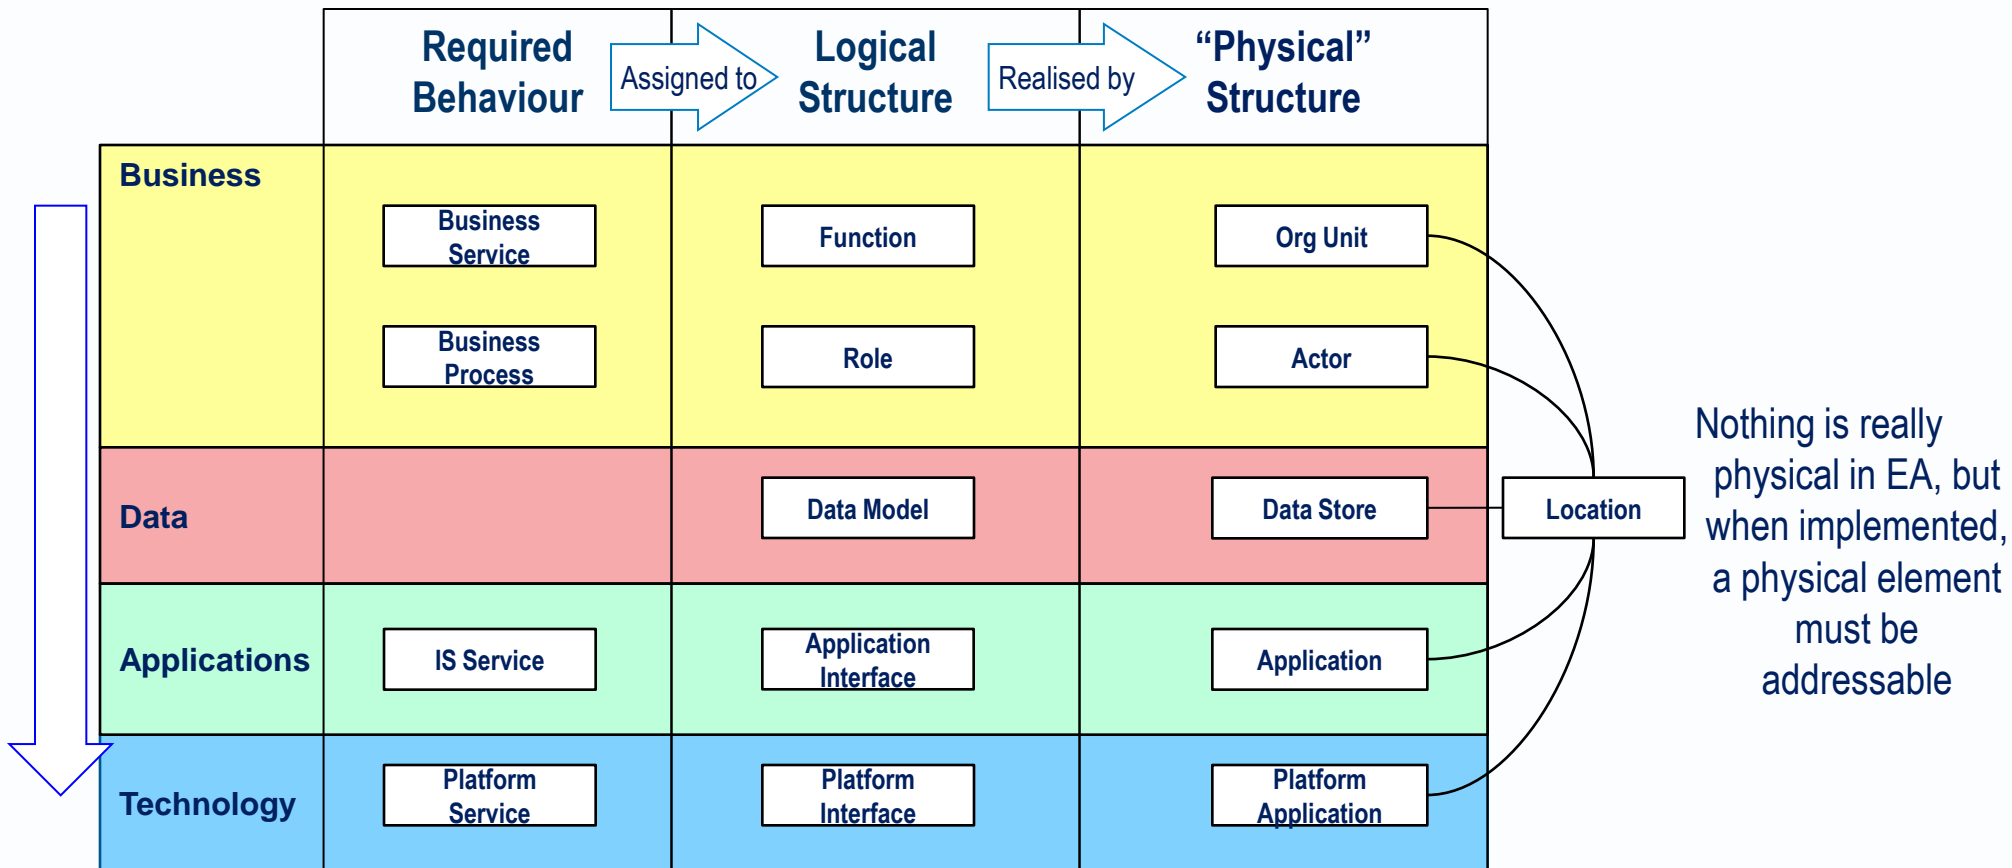 Required
Behaviour
Assigned to
Logical
Structure
Realised by
“Physical”
Structure
Business
Business
Service
Function
Org Unit
Business
Process
Role
Actor
Data
Data Model
Data Store
Location
Applications
IS Service
Application
Interface
Application
Technology
Platform
Service
Platform
Interface
Platform
Application
Nothing is really
physical in EA, but
when implemented,
a physical element
must be
addressable